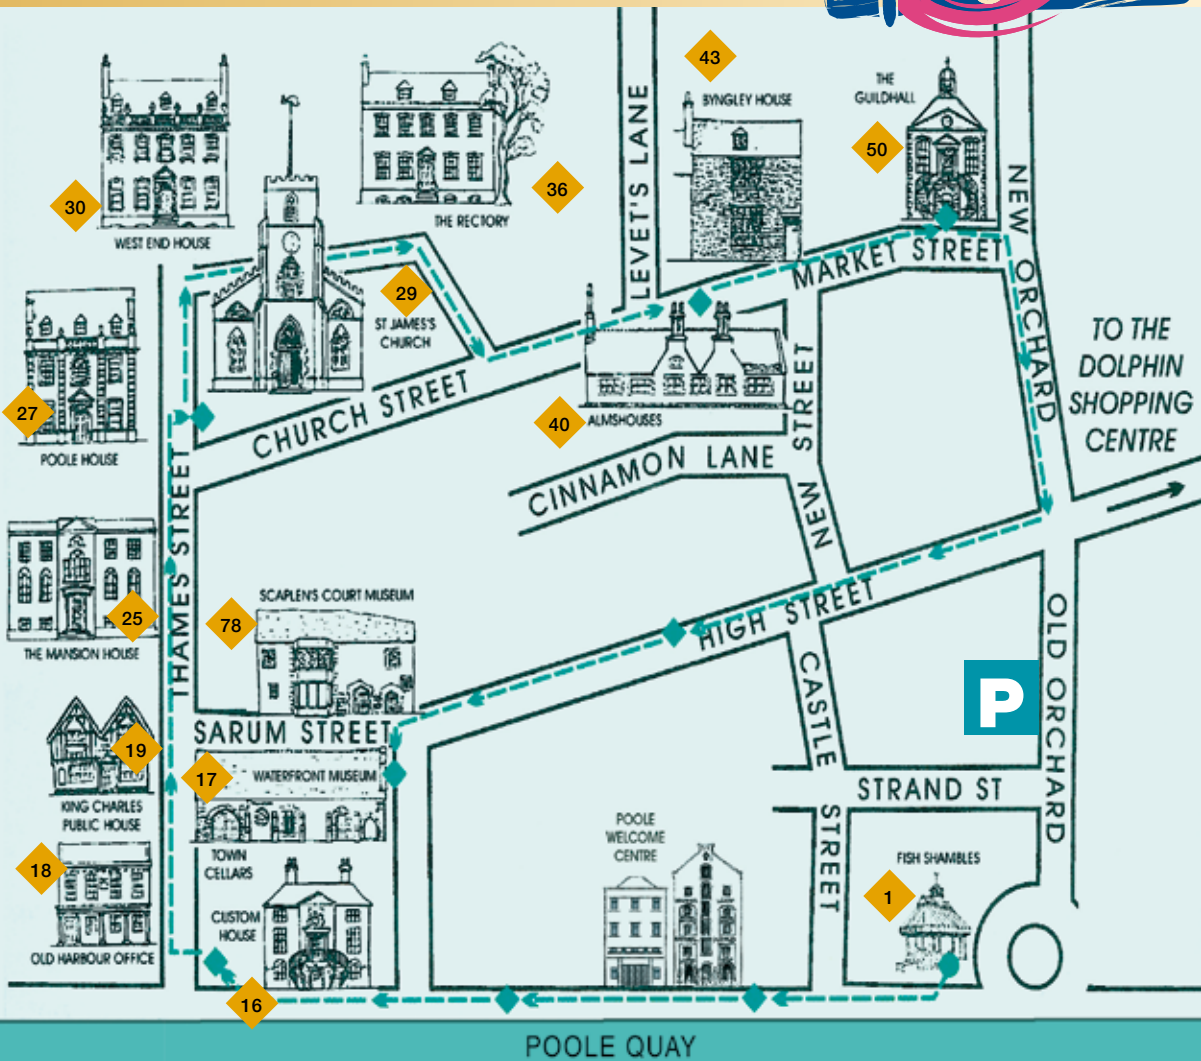 43
BYNGLEY HOUSE
THE
GUILDHALL
50
LEVET'S LANE
NEW ORCHARD
30
WEST END HOUSE
36
THE RECTORY
29
ST JAMES'S
CHURCH
MARKET STREET
TO THE
DOLPHIN
SHOPPING
CENTRE
27
POOLE HOUSE
CHURCH STREET
40
ALMSHOUSES
CINNAMON LANE
NEW STREET
THAMES STREET
25
THE MANSION HOUSE
SCAPLEN'S COURT MUSEUM
78
HIGH STREET
OLD ORCHARD
P
CASTLE STREET
SARUM STREET
19
KING CHARLES
PUBLIC HOUSE
17
WATERFRONT MUSEUM
STRAND ST
TOWN
CELLARS
POOLE
WELCOME
CENTRE
18
OLD HARBOUR OFFICE
CUSTOM
HOUSE
16
FISH SHAMBLES
1
POOLE QUAY